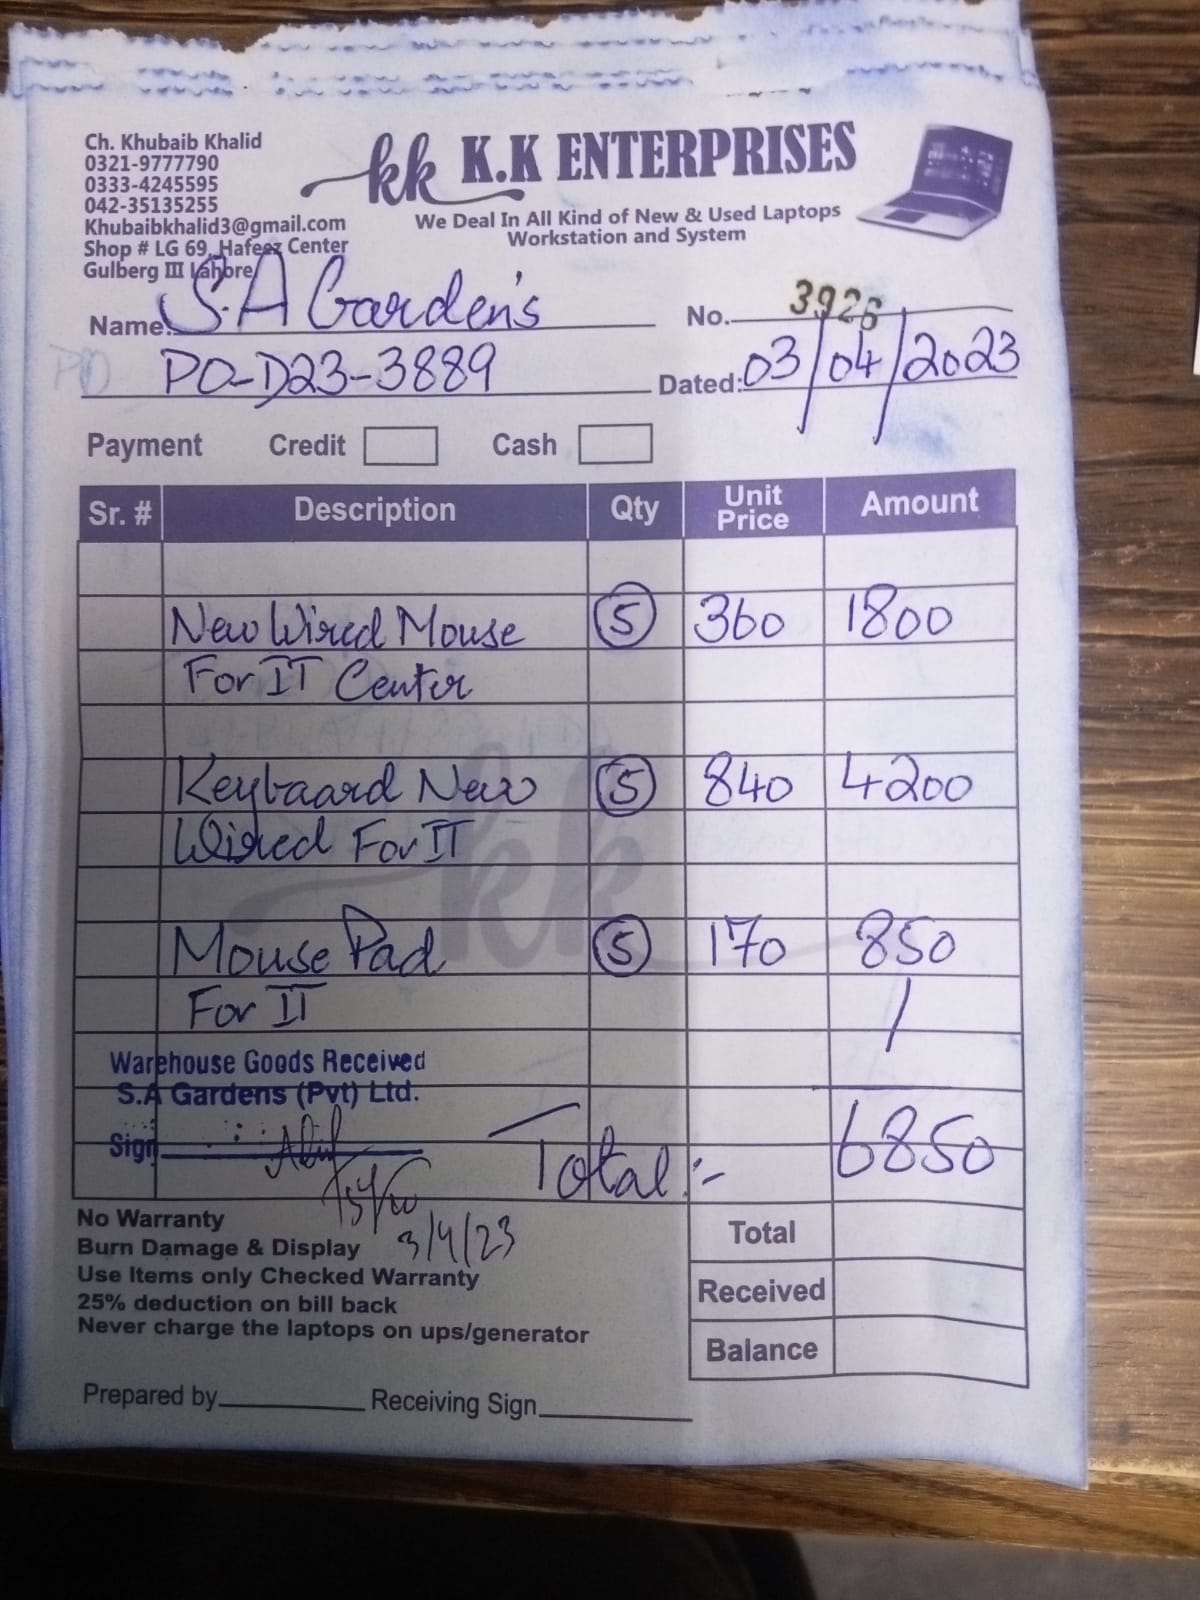 Ch. Khubaib Khalid
0321-9777790
0333-4245595
042-35135255
Khubaibkhalid3@gmail.com
Shop # LG 69, Hafeez Center
Gulberg III Lahore
kk K.K ENTERPRISES
We Deal In All Kind of New & Used Laptops
Workstation and System
Name: S.A Garden's
No. 3926
PO PO-D23-3889
Dated: 03/04/2023
Payment Credit Cash
Sr. # Description Qty Unit Price Amount
New Wired Mouse 5 360 1800
For IT Center
Keybaard New 5 840 4200
Wired For IT
Mouse Pad 5 170 850
For IT
Warehouse Goods Received
S.A Gardens (Pvt) Ltd.
Sign
Total :- 6850
3/4/23
No Warranty
Burn Damage & Display
Use Items only Checked Warranty
25% deduction on bill back
Never charge the laptops on ups/generator
Total
Received
Balance
Prepared by Receiving Sign
kk